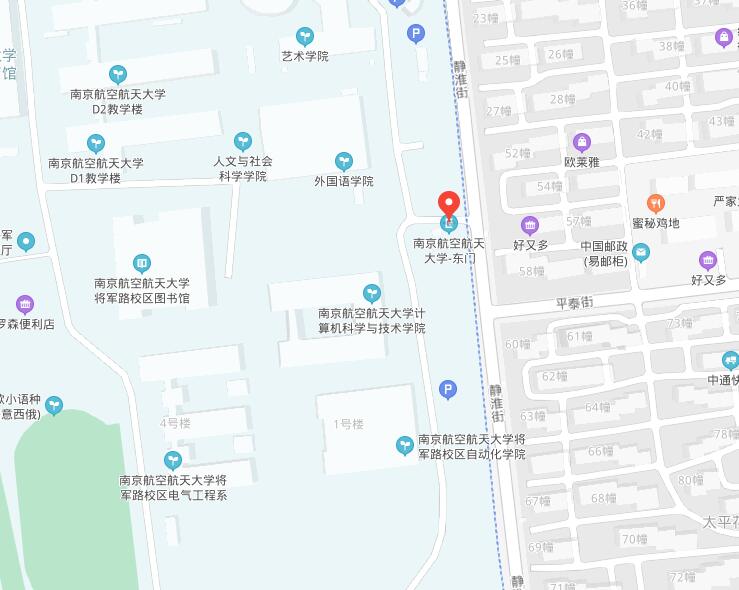 23幢
36幢
37幢
P
P
静淮街
艺术学院
25幢
26幢
38幢
南京航空航天大学
D2教学楼
40幢
27幢
28幢
43幢
42幢
南京航空航天大学
D1教学楼
人文与社会
科学学院
外国语学院
52幢
欧莱雅
54幢
蜜秘鸡地
南京航空航天
大学-东门
好又多
中国邮政
(易邮柜)
58幢
好又多
南京航空航天大学
将军路校区图书馆
罗森便利店
南京航空航天大学计
算机科学与技术学院
平泰街
60幢
61幢
73幢
62幢
中通快
静淮街
P
63幢
64幢
意西俄)
4号楼
1号楼
南京航空航天大学将
军路校区自动化学院
66幢
78幢
南京航空航天大学将
军路校区电气工程系
67幢
68幢
80幢
太平花
69幢
70幢
71幢
72幢
静